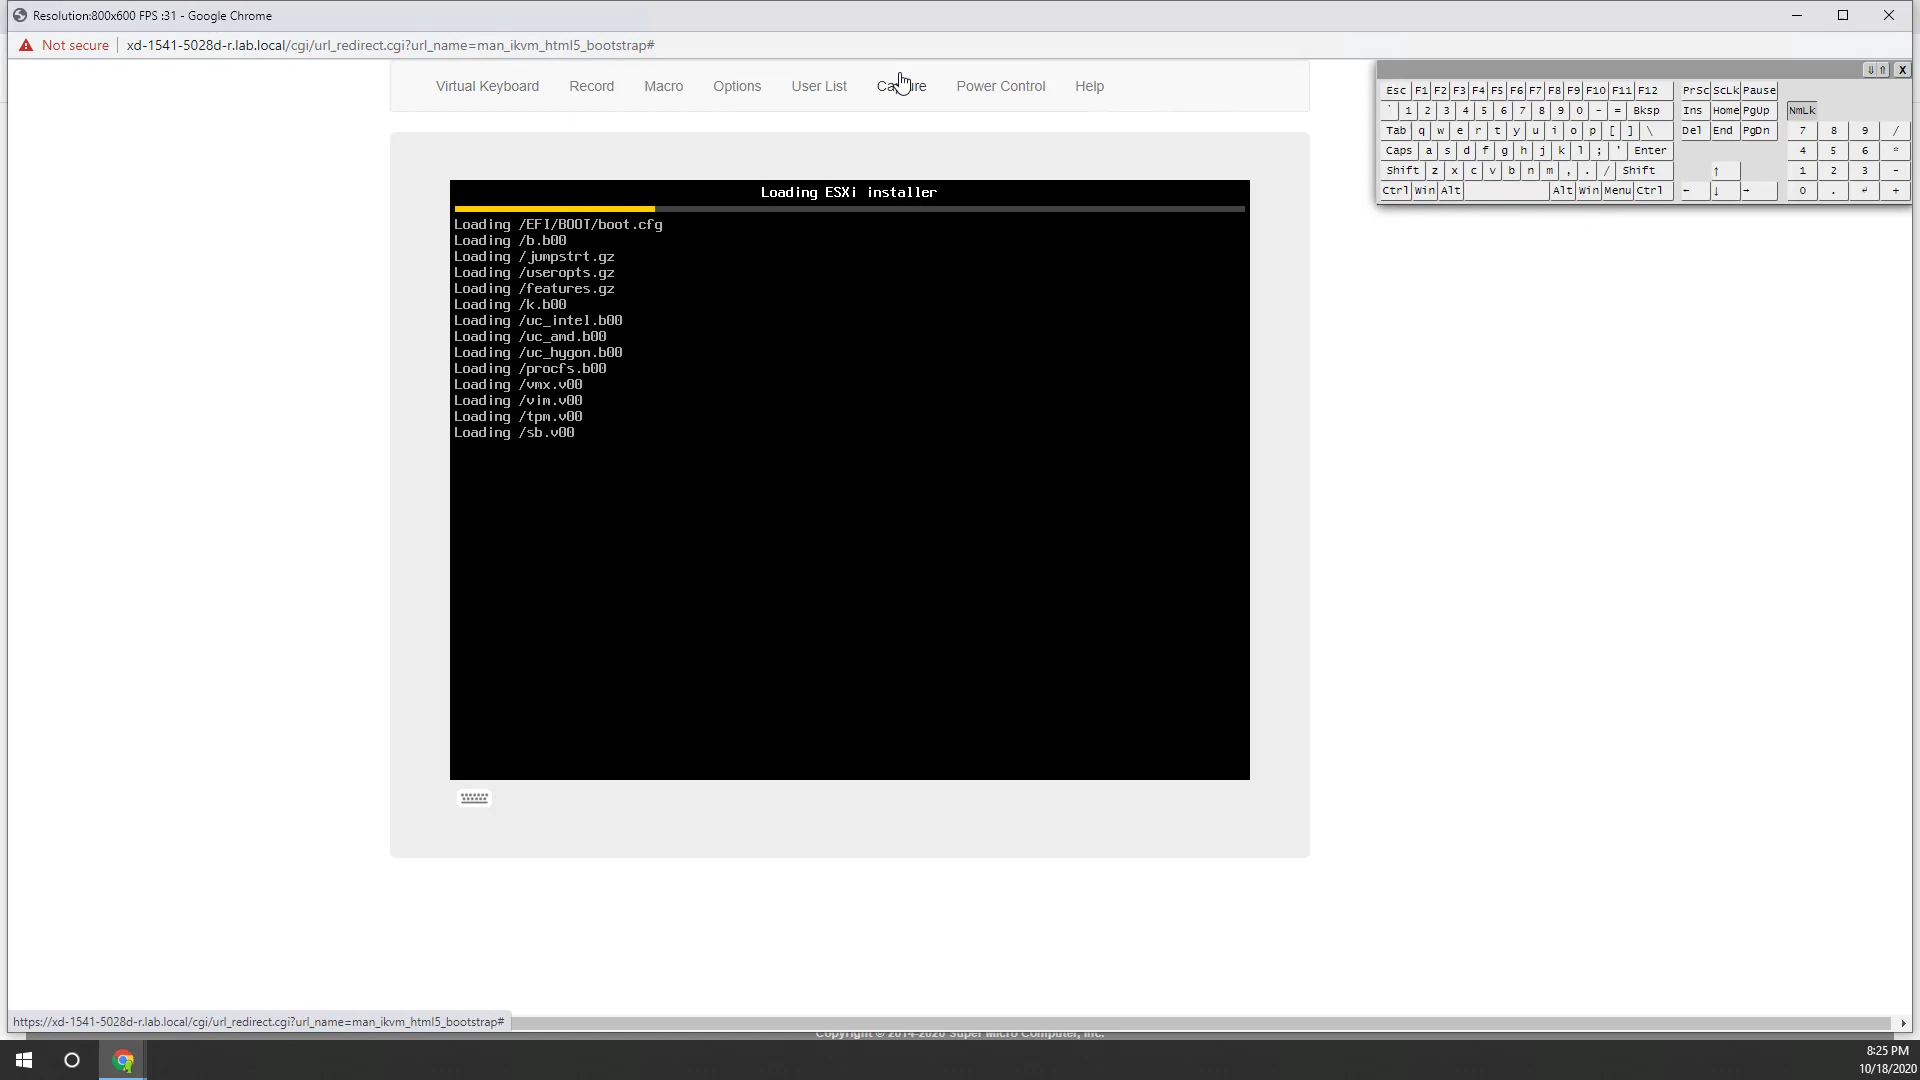 Resolution:800x600 FPS :31 - Google Chrome
Not secure xd-1541-5028d-r.lab.local/cgi/url_redirect.cgi?url_name=man_ikvm_html5_bootstrap#
Virtual Keyboard Record Macro Options User List Power Control Help
X
Esc F1 F2 F3 F4 F5 F6 F7 F8 F9 F10 F11 F12 PrSc ScLk Pause
` 1 2 3 4 5 6 7 8 9 0 - = Bksp Ins Home PgUp NmLk
Tab q w e r t y u i o p [ ] \ Del End PgDn 7 8 9 /
Caps a s d f g h j k l ; ' Enter 4 5 6 *
Shift z x c v b n m , . / Shift ↑ 1 2 3 -
Ctrl Win Alt Alt Win Menu Ctrl ← ↓ → 0 . ↵ +
Loading ESXi installer
Loading /EFI/BOOT/boot.cfg
Loading /b.b00
Loading /jumpstrt.gz
Loading /useropts.gz
Loading /features.gz
Loading /k.b00
Loading /uc_intel.b00
Loading /uc_amd.b00
Loading /uc_hygon.b00
Loading /procfs.b00
Loading /vmx.v00
Loading /vim.v00
Loading /tpm.v00
Loading /sb.v00
https://xd-1541-5028d-r.lab.local/cgi/url_redirect.cgi?url_name=man_ikvm_html5_bootstrap#
Copyright © 2014-2020 Super Micro Computer, Inc.
8:25 PM
10/18/2020